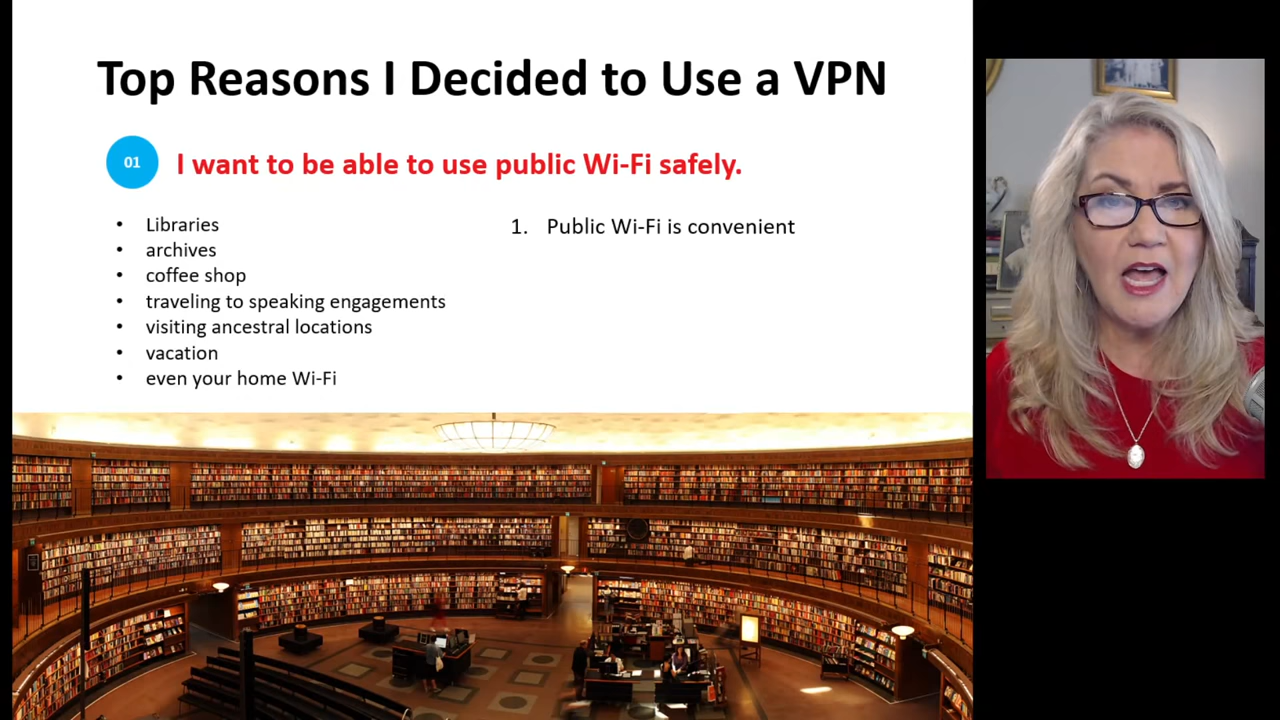 Top Reasons I Decided to Use a VPN
01
I want to be able to use public Wi-Fi safely.
• Libraries
• archives
• coffee shop
• traveling to speaking engagements
• visiting ancestral locations
• vacation
• even your home Wi-Fi
1. Public Wi-Fi is convenient